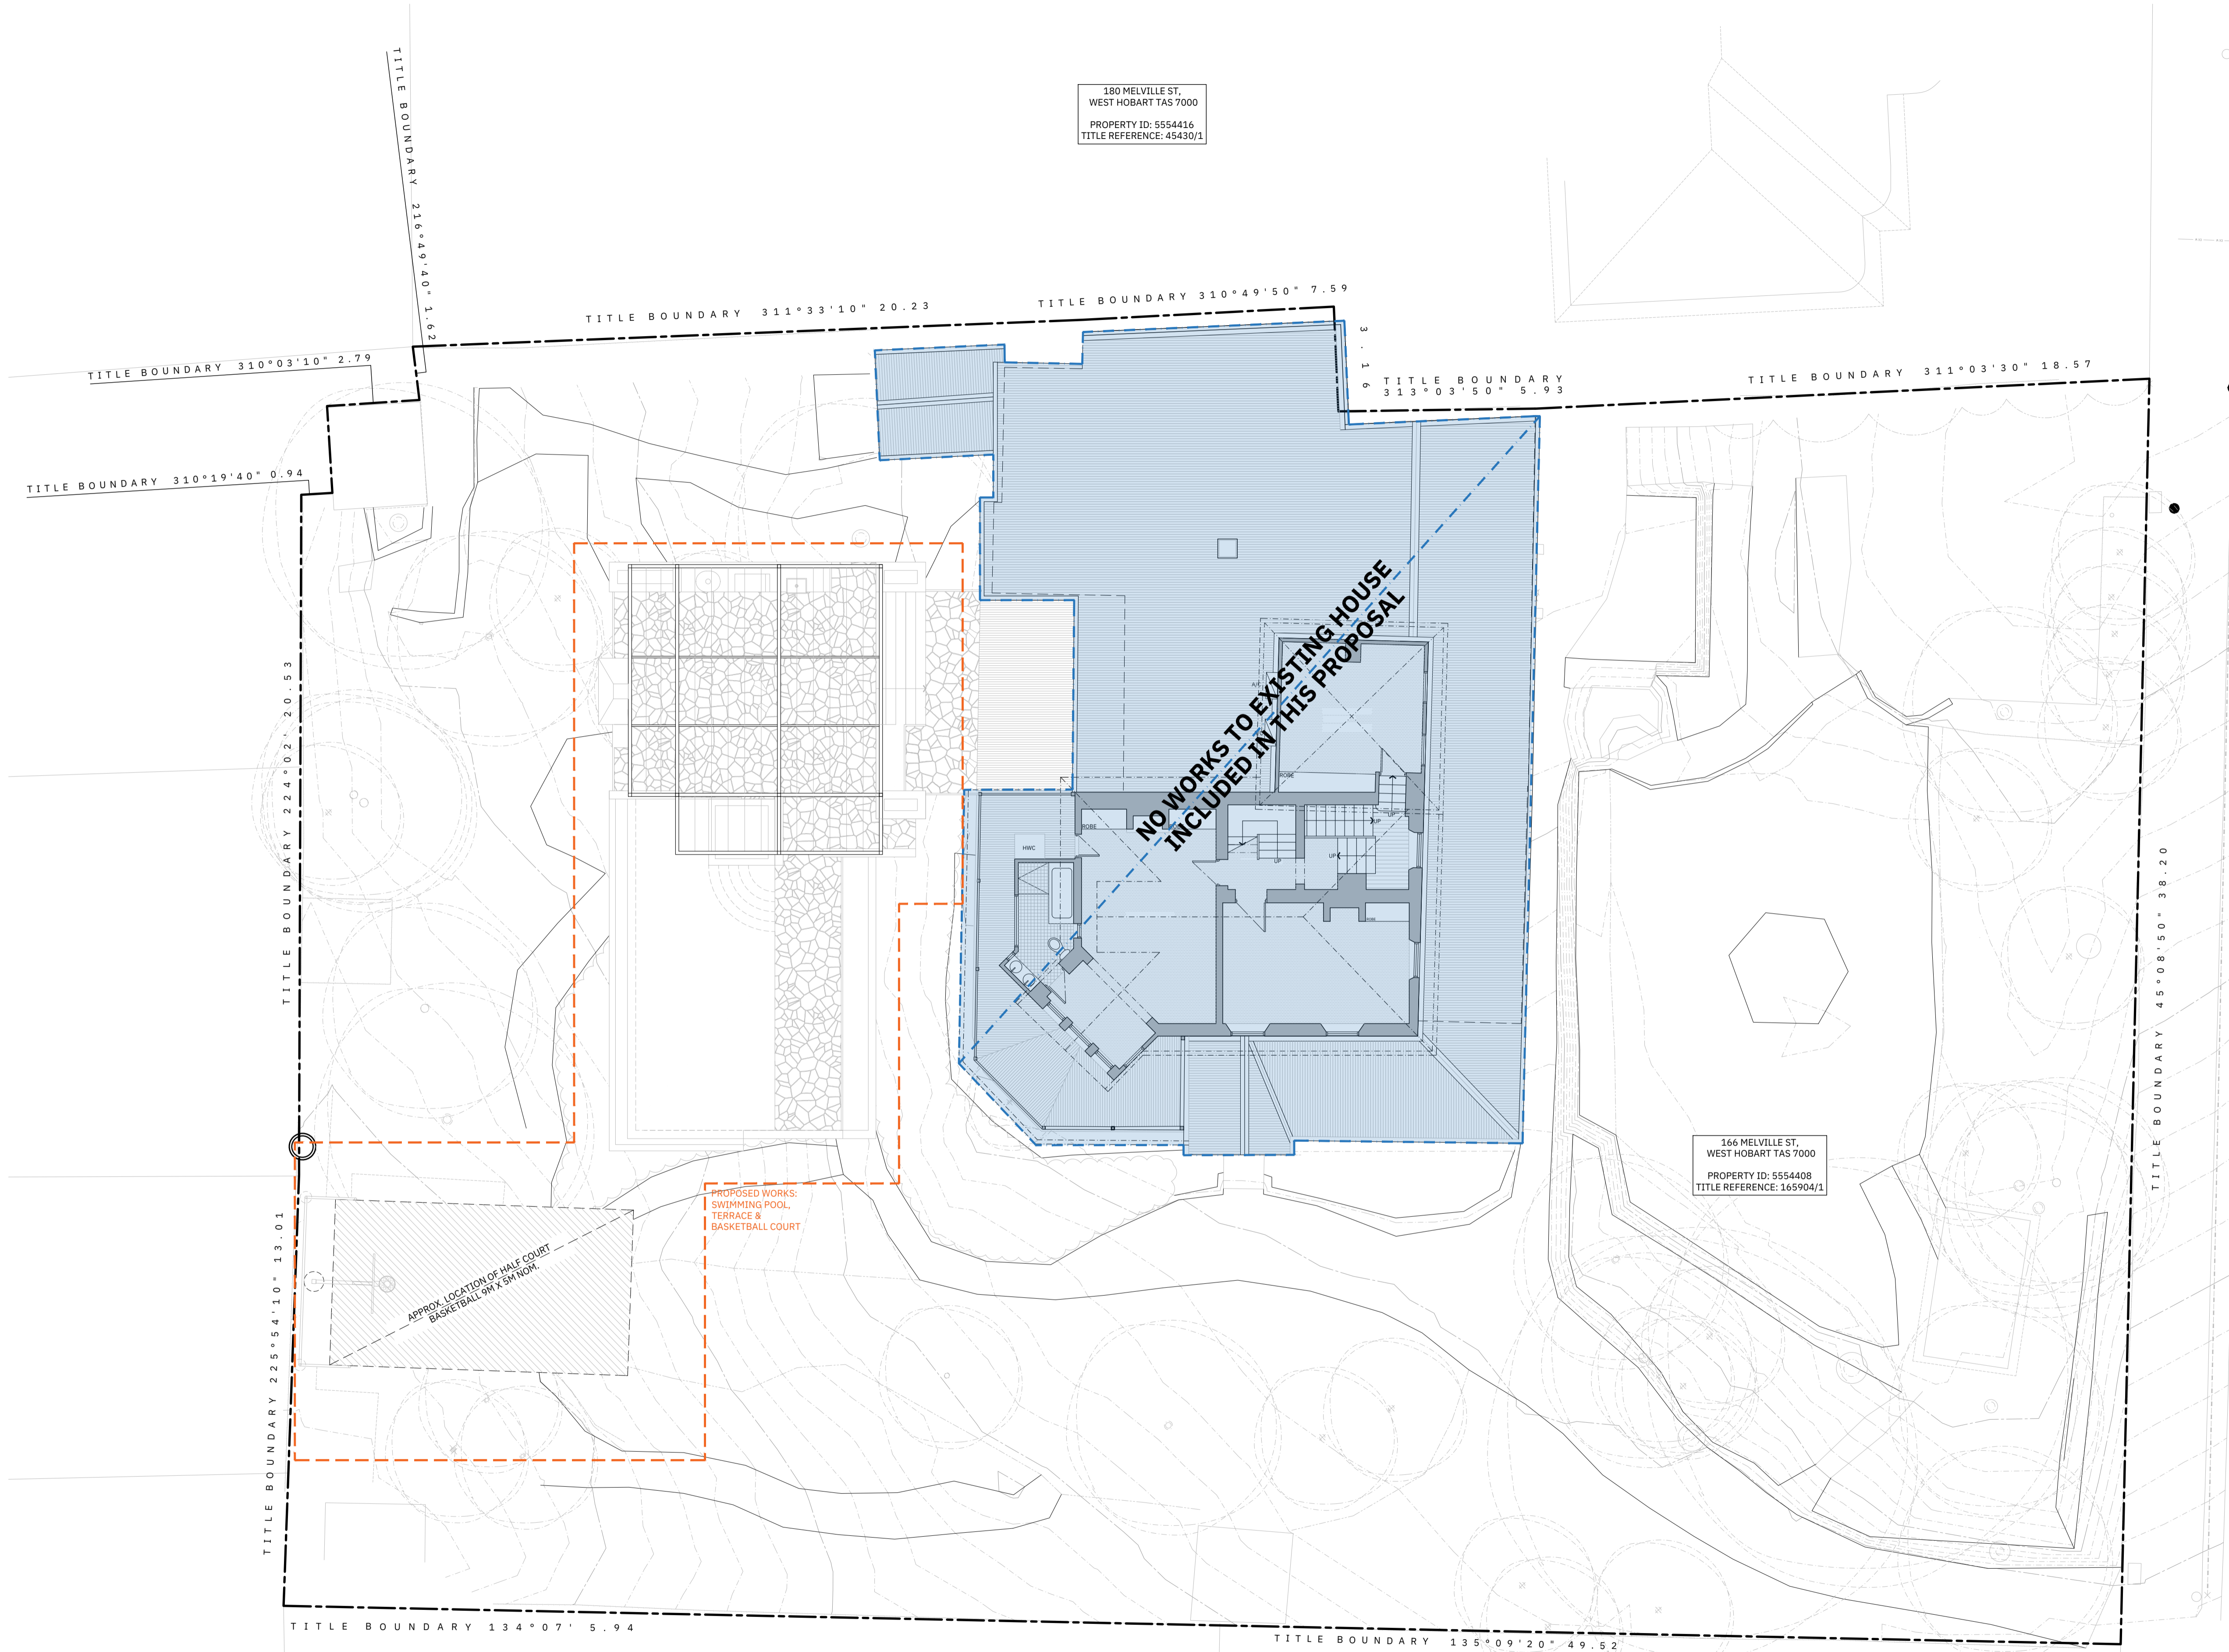 180 MELVILLE ST,
WEST HOBART TAS 7000
PROPERTY ID: 5554416
TITLE REFERENCE: 45430/1
TITLE BOUNDARY 216°49'40" 1.62
TITLE BOUNDARY 311°33'10" 20.23
TITLE BOUNDARY 310°49'50" 7.59
3.16
TITLE BOUNDARY
313°03'50" 5.93
TITLE BOUNDARY 311°03'30" 18.57
TITLE BOUNDARY 310°03'10" 2.79
TITLE BOUNDARY 310°19'40" 0.94
TITLE BOUNDARY 224°02' 20.53
NO WORKS TO EXISTING HOUSE
INCLUDED IN THIS PROPOSAL
ROBE
ROBE
HWC
UP
UP
UP
UP
ROBE
TITLE BOUNDARY 45°08'50" 38.20
166 MELVILLE ST,
WEST HOBART TAS 7000
PROPERTY ID: 5554408
TITLE REFERENCE: 165904/1
PROPOSED WORKS:
SWIMMING POOL,
TERRACE &
BASKETBALL COURT
APPROX. LOCATION OF HALF COURT
BASKETBALL 9M X 5M NOM.
TITLE BOUNDARY 225°54'10" 13.01
TITLE BOUNDARY 134°07' 5.94
TITLE BOUNDARY 135°09'20" 49.52